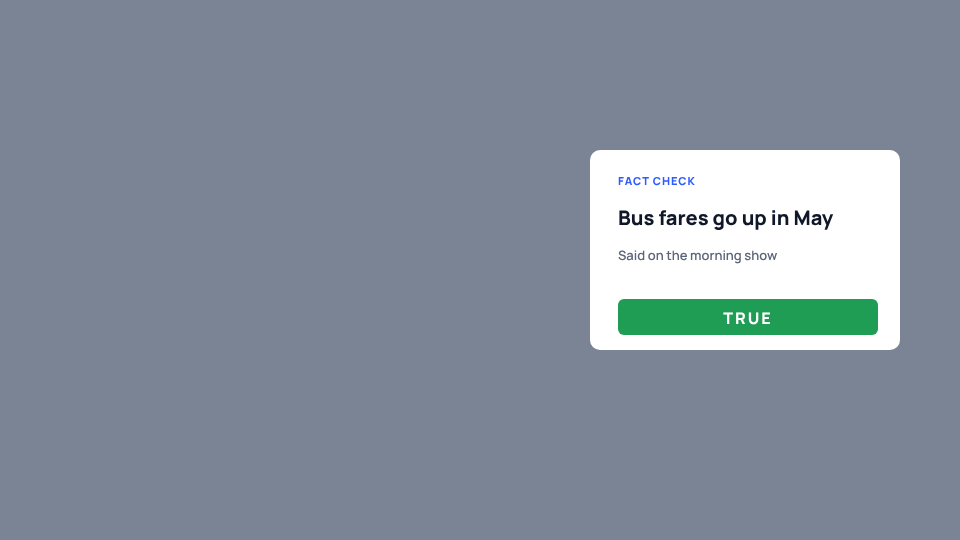 FACT CHECK
Bus fares go up in May
Said on the morning show
TRUE